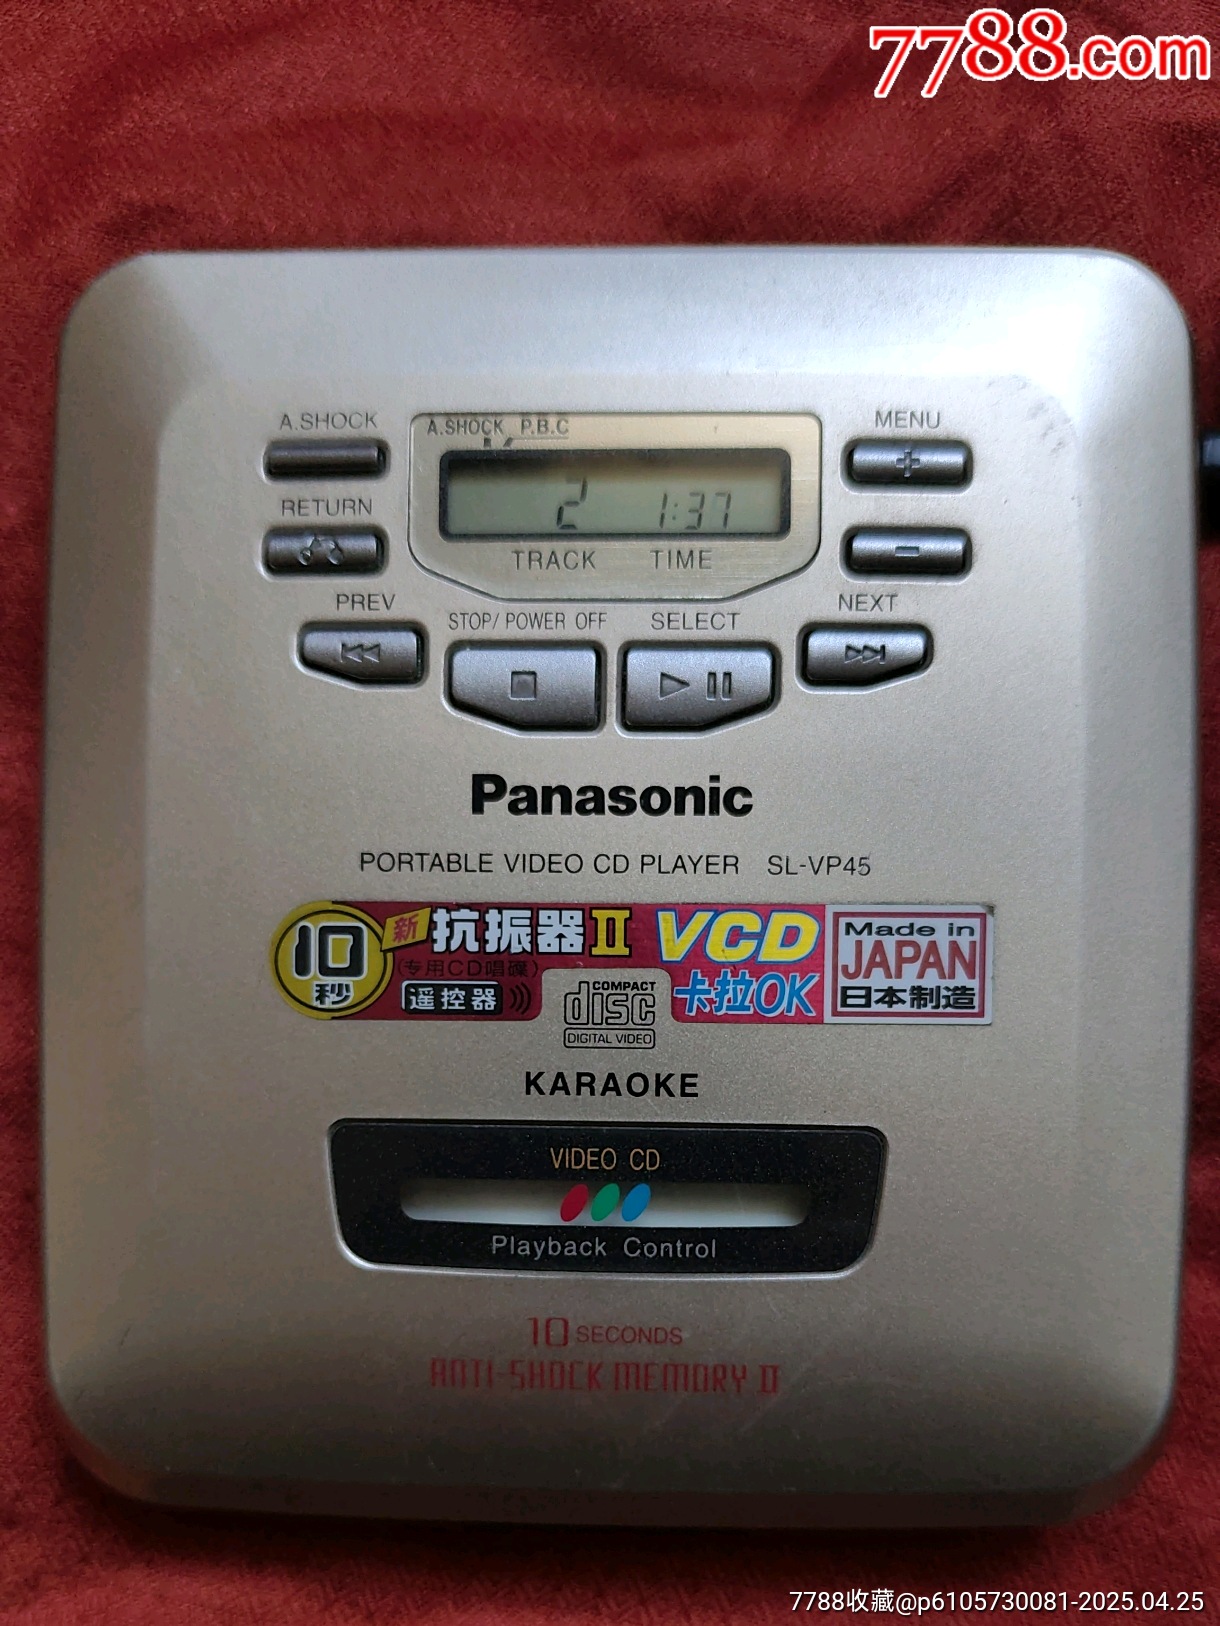 7788.com
A.SHOCK
A.SHOCK P.B.C
MENU
+
RETURN
2 1:37
-
TRACK TIME
PREV
STOP/ POWER OFF
SELECT
NEXT
Panasonic
PORTABLE VIDEO CD PLAYER SL-VP45
10秒
新
抗振器II
(专用CD唱碟)
遥控器
VCD
卡拉OK
Made in
JAPAN
日本制造
COMPACT
disc
DIGITAL VIDEO
KARAOKE
VIDEO CD
Playback Control
10 SECONDS
ANTI-SHOCK MEMORY II
7788收藏@p6105730081-2025.04.25